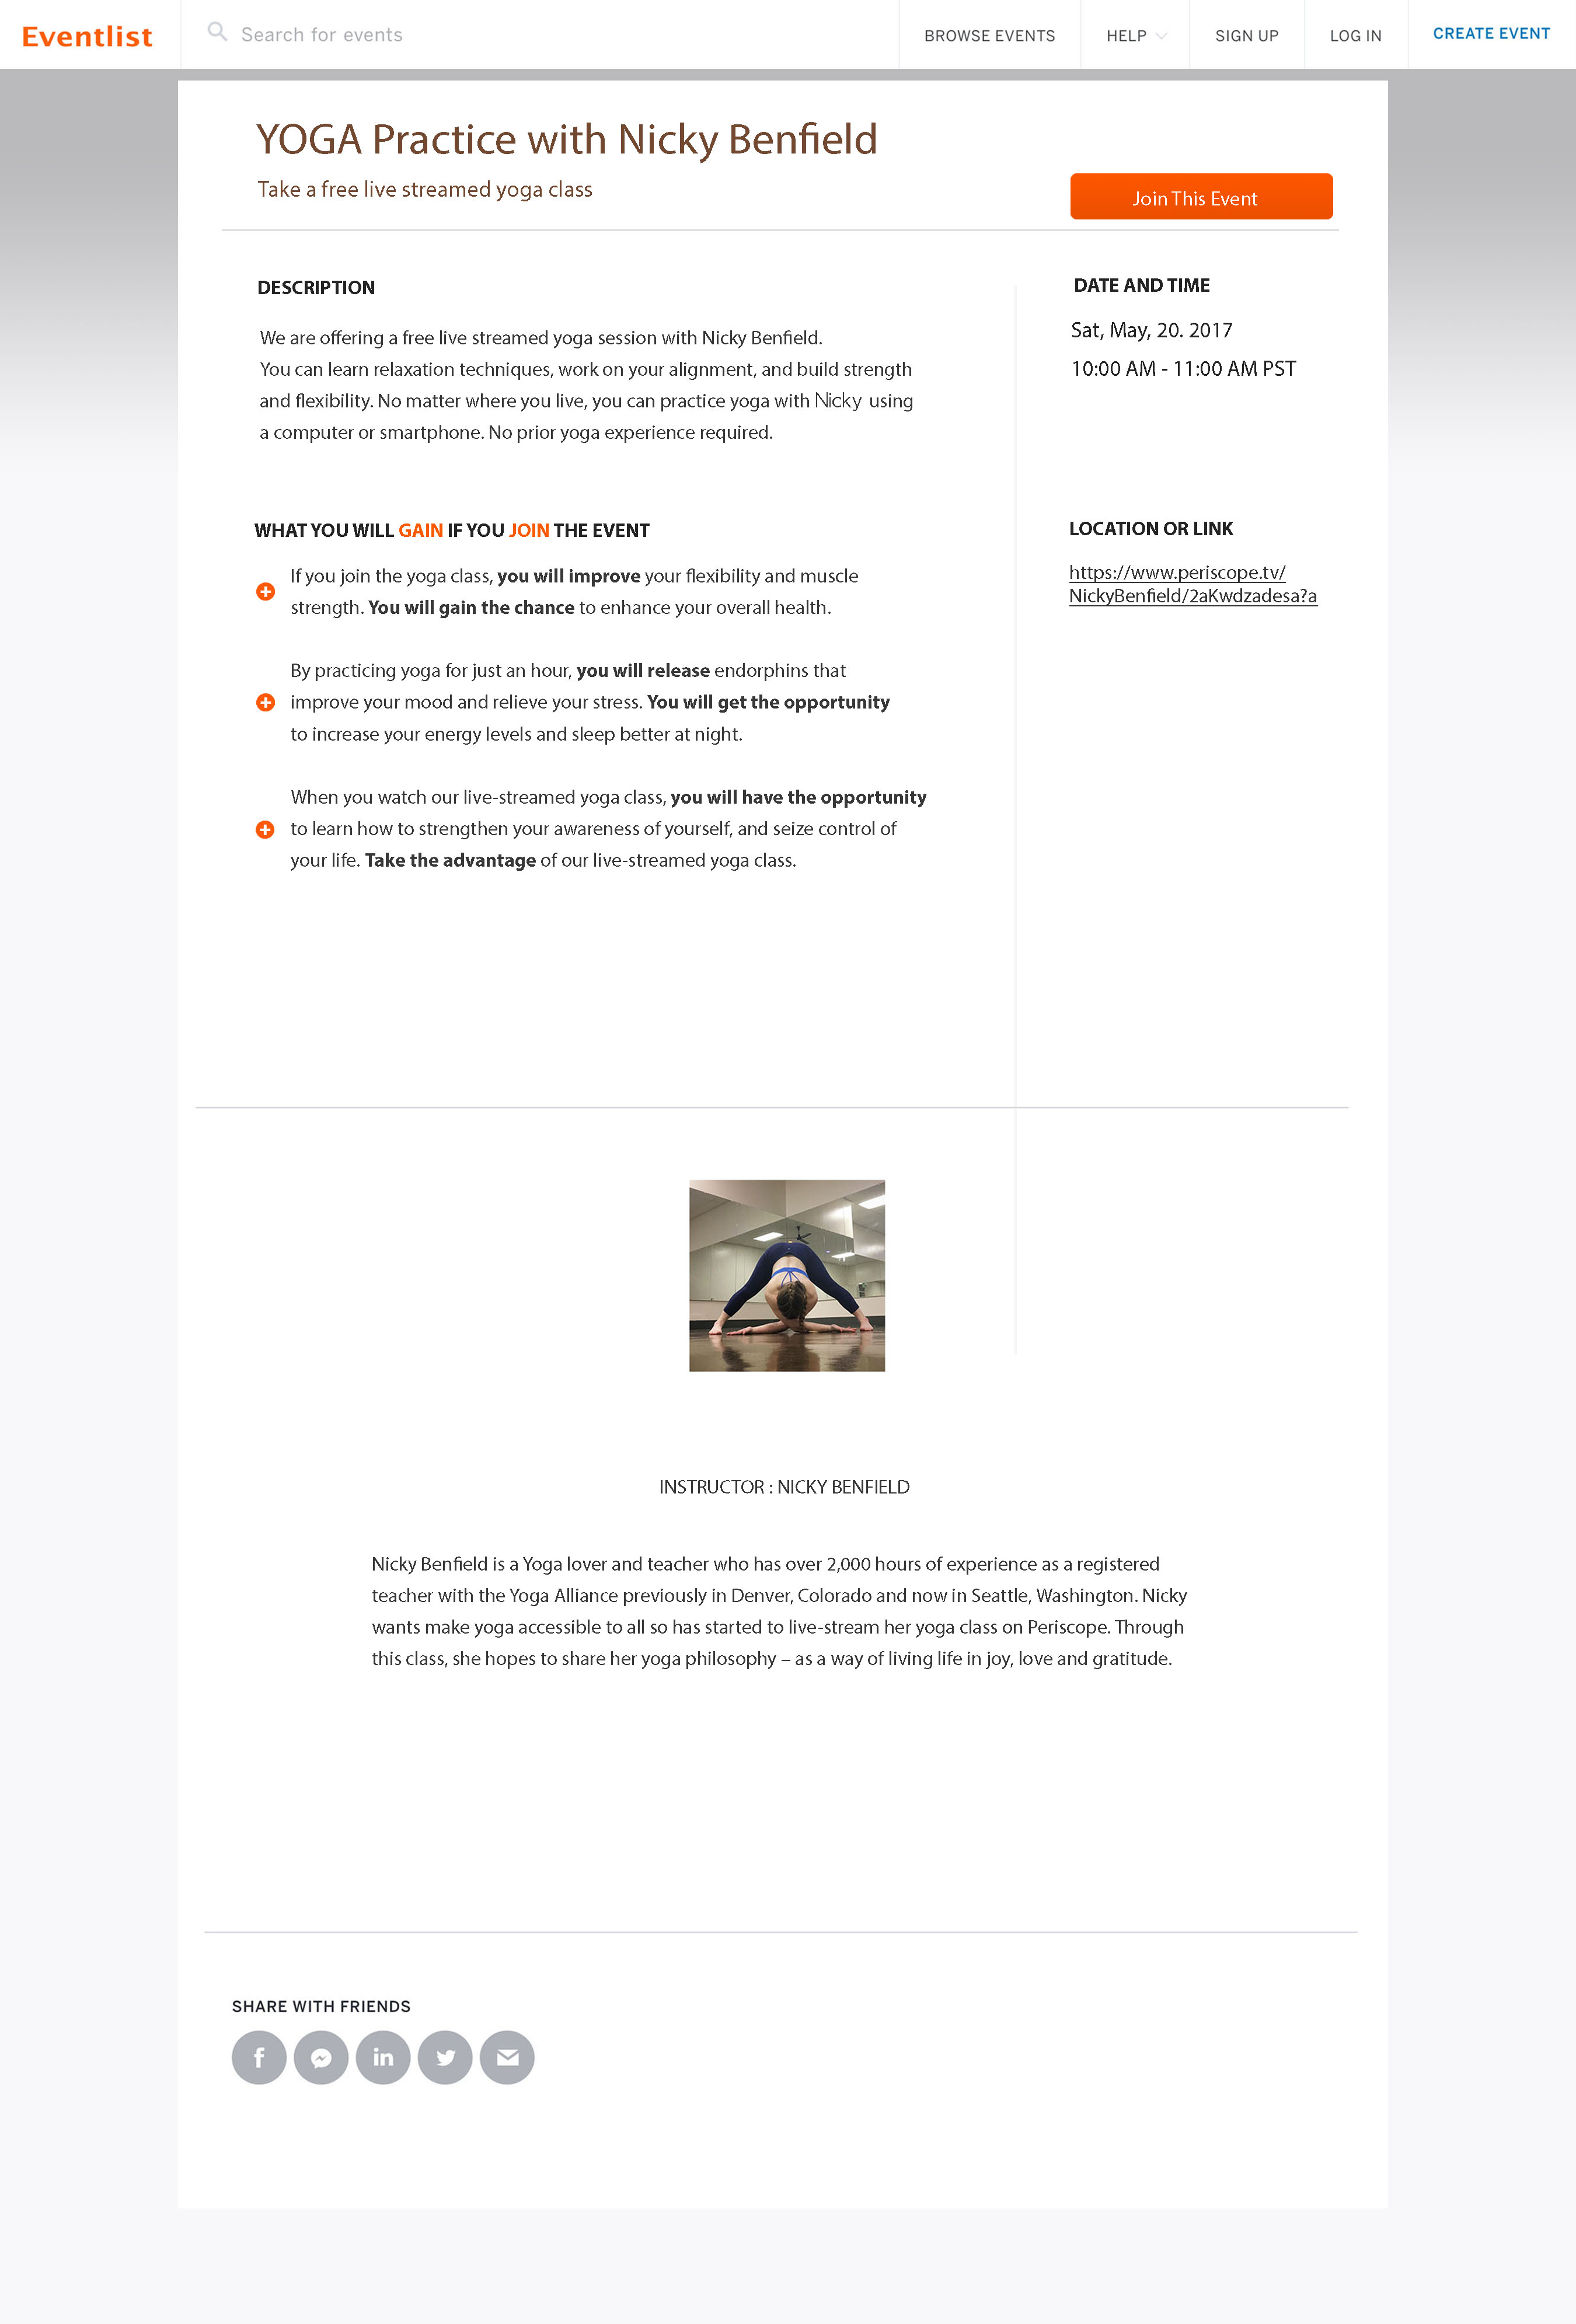 Eventlist
Search for events
BROWSE EVENTS
HELP
SIGN UP
LOG IN
CREATE EVENT
YOGA Practice with Nicky Benfield
Take a free live streamed yoga class
Join This Event
DESCRIPTION
We are offering a free live streamed yoga session with Nicky Benfield.
You can learn relaxation techniques, work on your alignment, and build strength
and flexibility. No matter where you live, you can practice yoga with Nicky using
a computer or smartphone. No prior yoga experience required.
DATE AND TIME
Sat, May, 20. 2017
10:00 AM - 11:00 AM PST
WHAT YOU WILL GAIN IF YOU JOIN THE EVENT
If you join the yoga class, you will improve your flexibility and muscle
strength. You will gain the chance to enhance your overall health.
By practicing yoga for just an hour, you will release endorphins that
improve your mood and relieve your stress. You will get the opportunity
to increase your energy levels and sleep better at night.
When you watch our live-streamed yoga class, you will have the opportunity
to learn how to strengthen your awareness of yourself, and seize control of
your life. Take the advantage of our live-streamed yoga class.
LOCATION OR LINK
https://www.periscope.tv/
NickyBenfield/2aKwdzadesa?a
INSTRUCTOR : NICKY BENFIELD
Nicky Benfield is a Yoga lover and teacher who has over 2,000 hours of experience as a registered
teacher with the Yoga Alliance previously in Denver, Colorado and now in Seattle, Washington. Nicky
wants make yoga accessible to all so has started to live-stream her yoga class on Periscope. Through
this class, she hopes to share her yoga philosophy – as a way of living life in joy, love and gratitude.
SHARE WITH FRIENDS